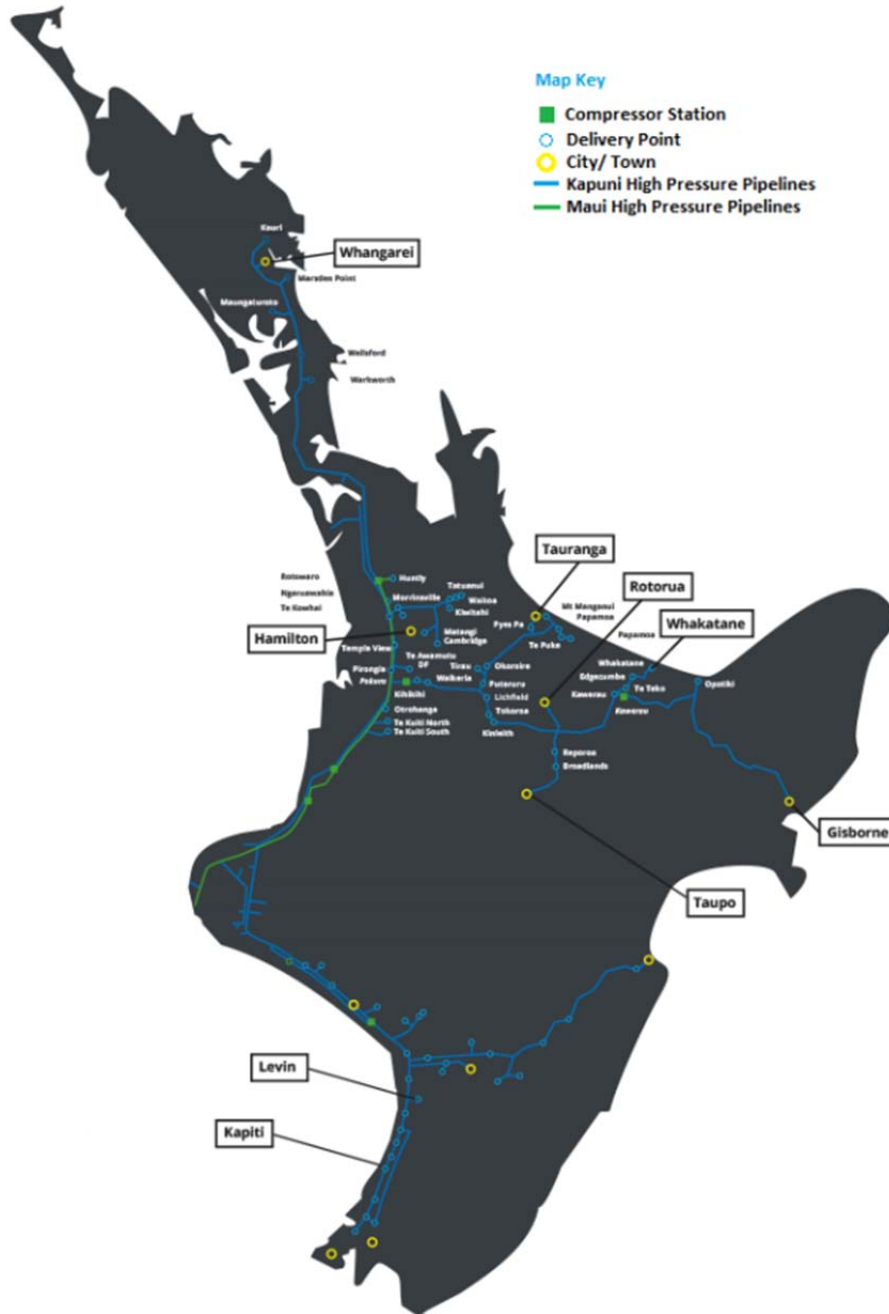 Map Key
Compressor Station
Delivery Point
City/ Town
Kapuni High Pressure Pipelines
Maui High Pressure Pipelines
Kauri
Whangarei
Marsden Point
Maungaturoto
Wellsford
Warkworth
Tauranga
Rotorua
Rotowaro
Huntly
Ngaruawahia
Te Kowhai
Morrinsville
Tatuanui
Waitoa
Kiwitahi
Mt Manganui
Papamoa
Pyes Pa
Papamoa
Whakatane
Hamilton
Matangi
Cambridge
Te Puke
Temple View
Te Awamutu
DF
Tirau
Okoroire
Whakatane
Edgecumbe
Te Teko
Opotiki
Pirongia
Pokuru
Waikeria
Putaruru
Kawerau
Kihikihi
Lichfield
Kawerau
Otrohanga
Tokoroa
Te Kuiti North
Te Kuiti South
Kinleith
Reporoa
Broadlands
Gisborne
Taupo
Levin
Kapiti